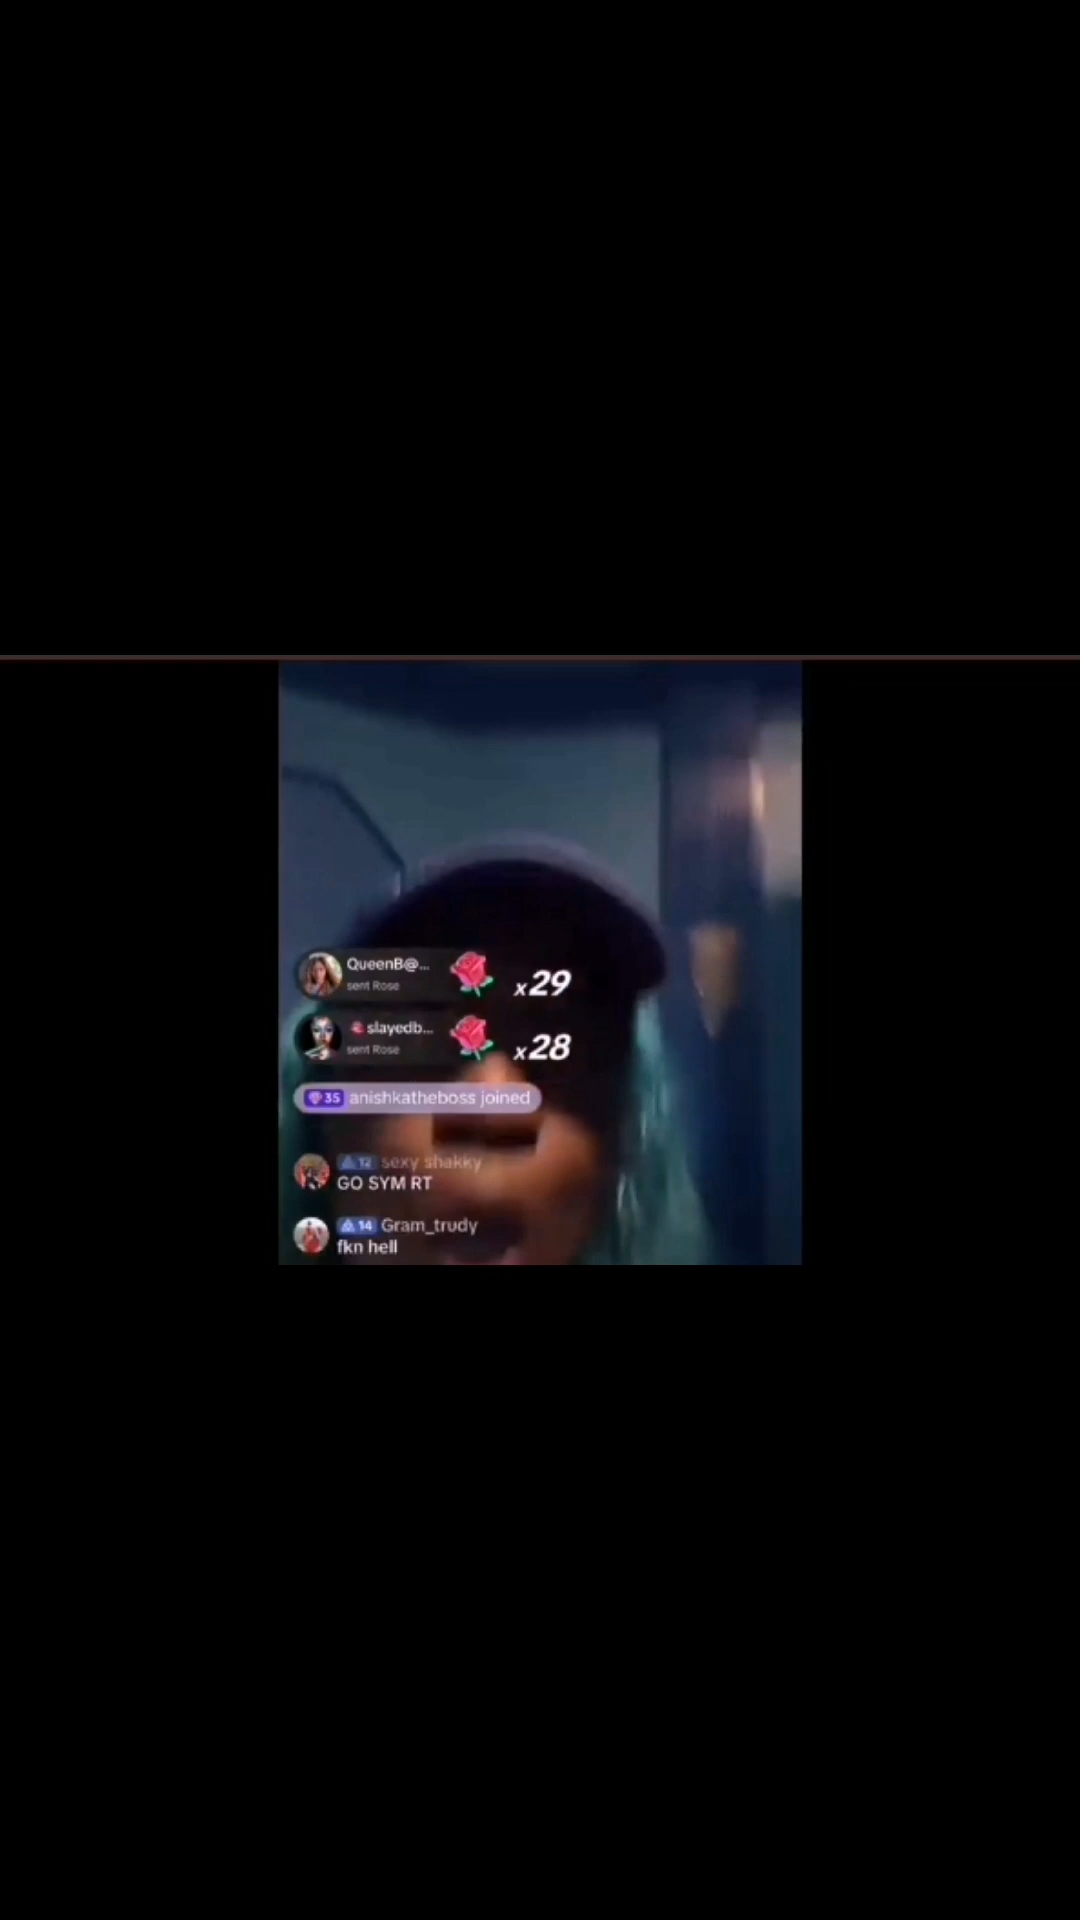 QueenB@...
sent Rose
x29
slayedb...
sent Rose
x28
35 anishkatheboss joined
12 sexy shakky
GO SYM RT
14 Gram_trudy
fkn hell